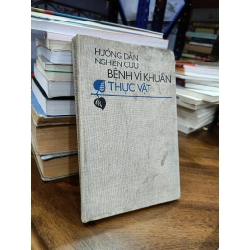 HƯỚNG DẪN
NGHIÊN CỨU
BỆNH VI KHUẨN
THỰC VẬT